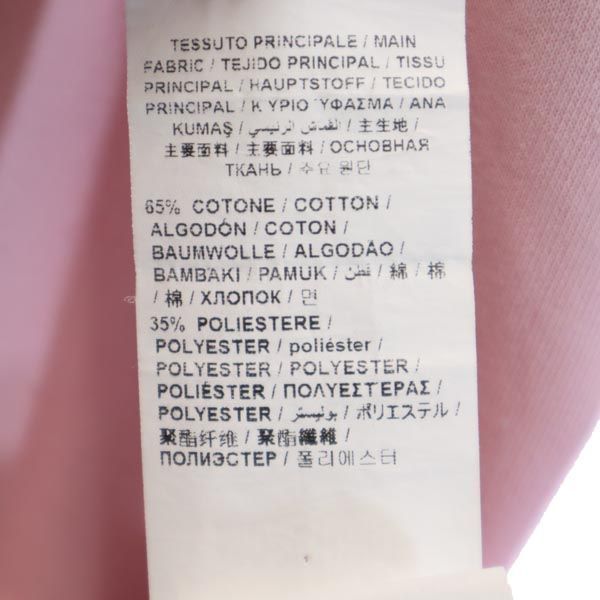 TESSUTO PRINCIPALE / MAIN
FABRIC / TEJIDO PRINCIPAL / TISSU
PRINCIPAL / HAUPTSTOFF / TECIDO
PRINCIPAL / ΚΥΡΙΟ ΎΦΑΣΜΑ / ANA
KUMAŞ / القماش الرئيسي / 主生地 /
主要面料 / 主要面料 / ОСНОВНАЯ
ТКАНЬ / 주요 원단
65% COTONE / COTTON /
ALGODÓN / COTON /
BAUMWOLLE / ALGODÃO /
ΒΑΜΒΑΚΙ / PAMUK / قطن / 綿 / 棉
/ 棉 / ХЛОПОК / 면
35% POLIESTERE /
POLYESTER / poliéster /
POLYESTER / POLYESTER /
POLIÉSTER / ΠΟΛΥΕΣΤΕΡΑΣ /
POLYESTER / بوليستر / ポリエステル /
聚酯纤维 / 聚酯纖維 /
ПОЛИЭСТЕР / 폴리에스터